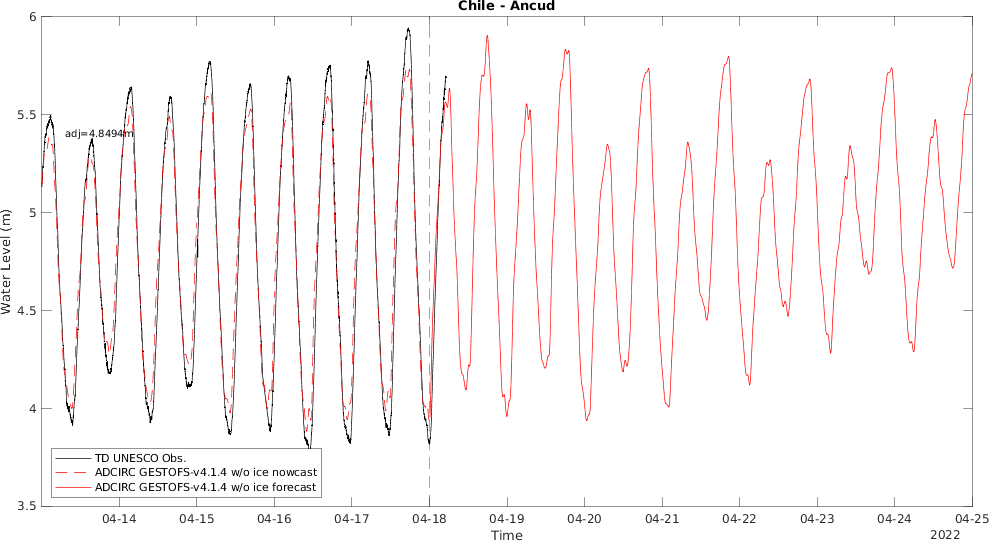 Chile - Ancud
6
5.5
5
4.5
4
3.5
Water Level (m)
adj=4.8494m
TD UNESCO Obs.
ADCIRC GESTOFS-v4.1.4 w/o ice nowcast
ADCIRC GESTOFS-v4.1.4 w/o ice forecast
04-14 04-15 04-16 04-17 04-18 04-19 04-20 04-21 04-22 04-23 04-24 04-25
Time
2022